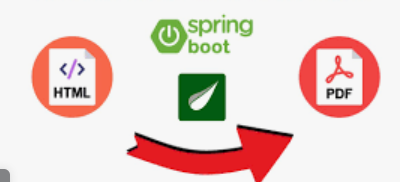 spring
boot
</>
HTML
PDF